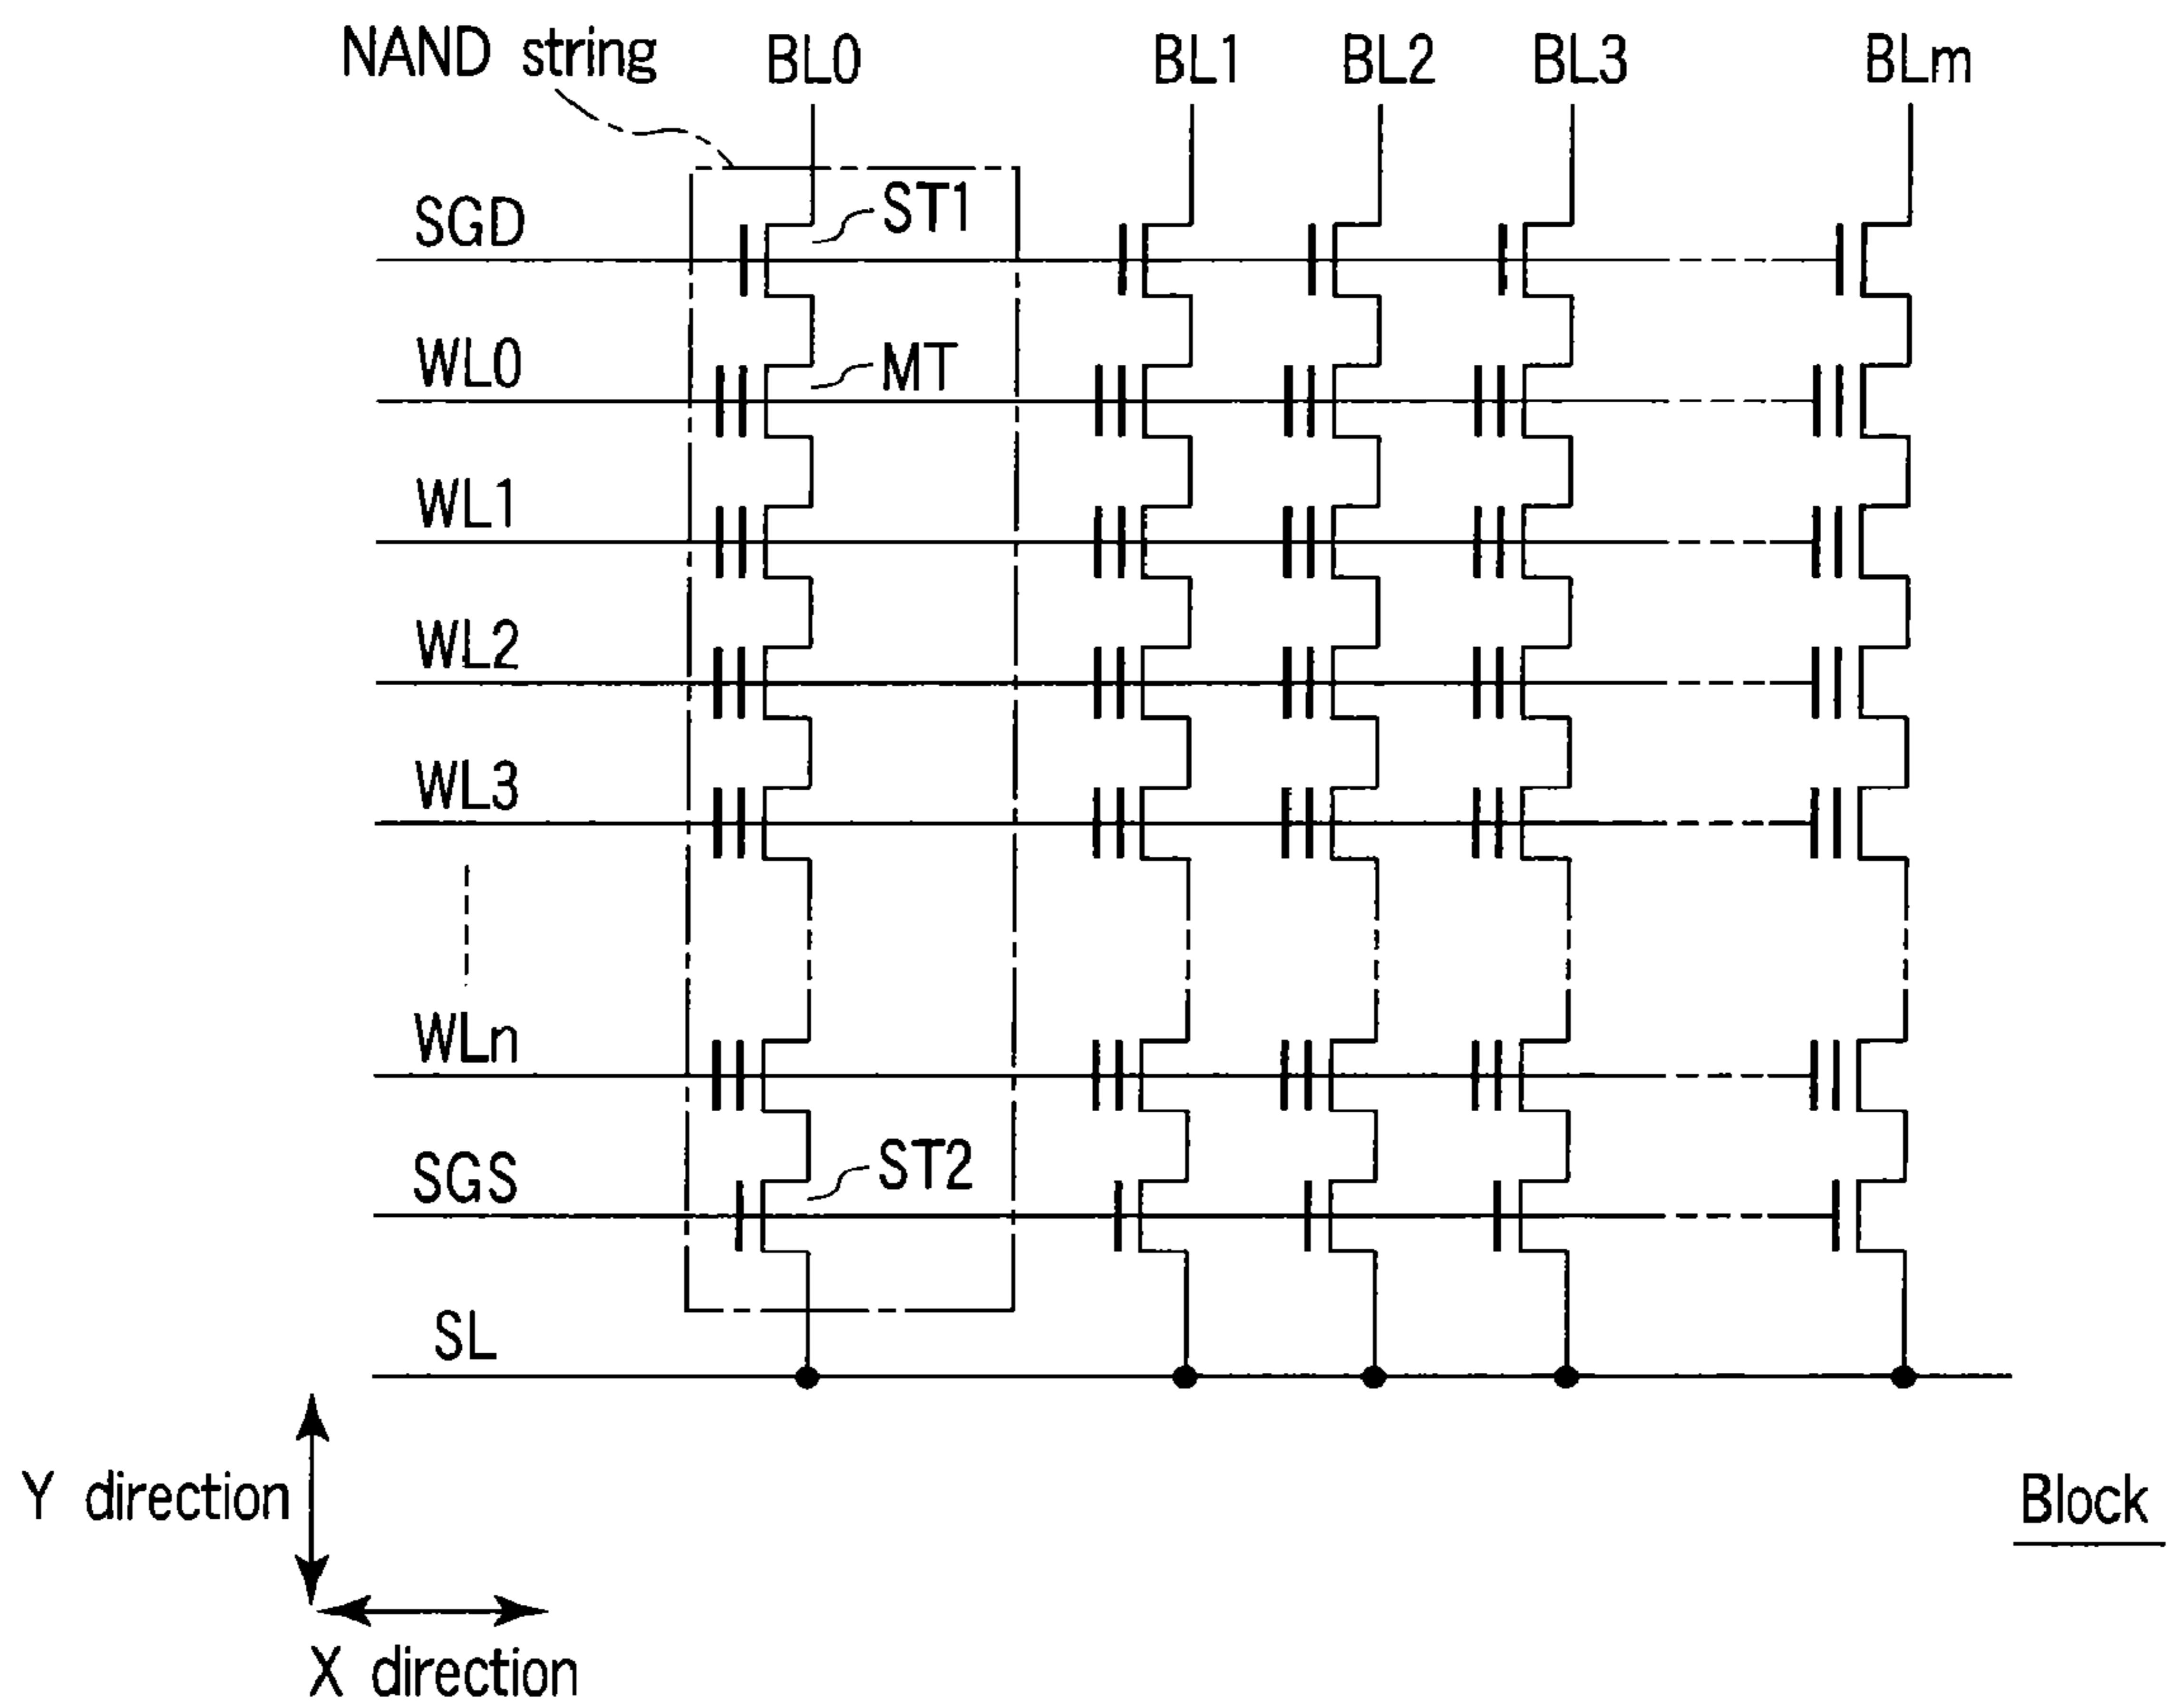 NAND string BL0 BL1 BL2 BL3 BLm
SGD ST1
WL0 MT
WL1
WL2
WL3
WLn
SGS ST2
SL
Y direction
Block
X direction